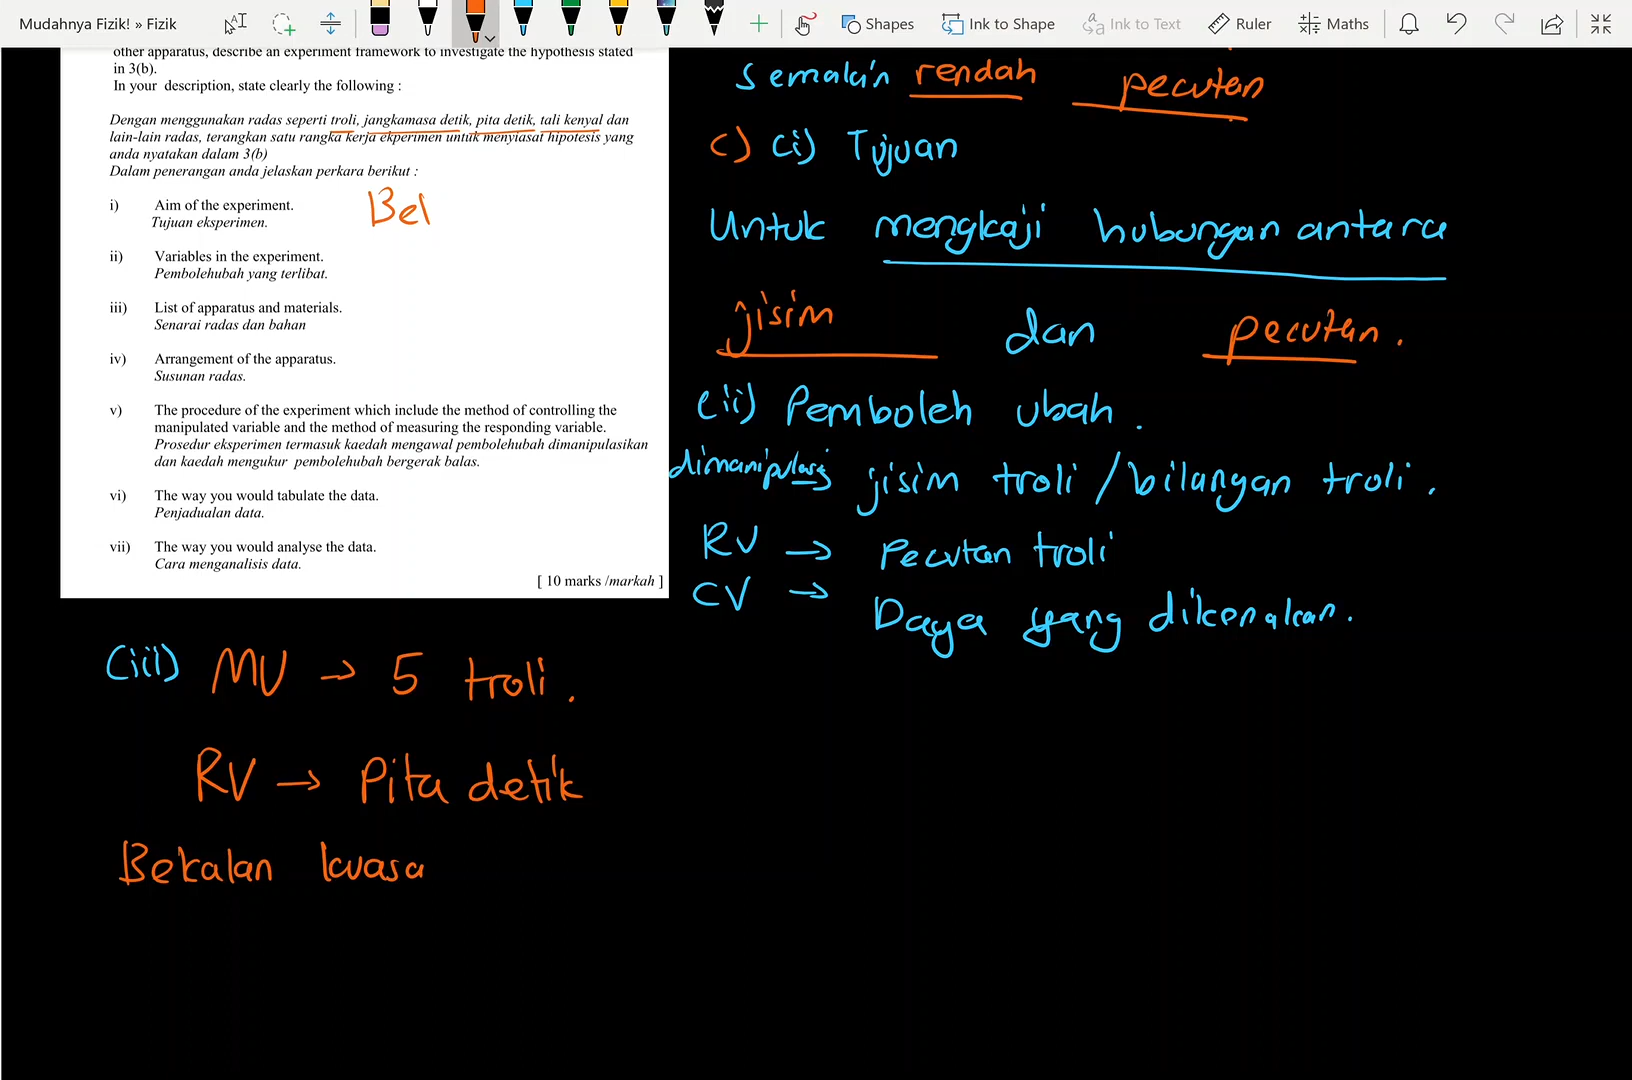 Mudahnya Fizik! » Fizik
Shapes
Ink to Shape
Ink to Text
Ruler
Maths
other apparatus, describe an experiment framework to investigate the hypothesis stated
in 3(b).
In your description, state clearly the following :
Dengan menggunakan radas seperti troli, jangkamasa detik, pita detik, tali kenyal dan
lain-lain radas, terangkan satu rangka kerja ekperimen untuk menyiasat hipotesis yang
anda nyatakan dalam 3(b)
Dalam penerangan anda jelaskan perkara berikut :
i) Aim of the experiment.
Tujuan eksperimen.
Bel
ii) Variables in the experiment.
Pembolehubah yang terlibat.
iii) List of apparatus and materials.
Senarai radas dan bahan
iv) Arrangement of the apparatus.
Susunan radas.
v) The procedure of the experiment which include the method of controlling the
manipulated variable and the method of measuring the responding variable.
Prosedur eksperimen termasuk kaedah mengawal pembolehubah dimanipulasikan
dan kaedah mengukur pembolehubah bergerak balas.
vi) The way you would tabulate the data.
Penjadualan data.
vii) The way you would analyse the data.
Cara menganalisis data.
[ 10 marks /markah ]
Semakin rendah pecutan
c) (i) Tujuan
Untuk mengkaji hubungan antara
jisim dan pecutan.
(ii) Pemboleh ubah.
dimanipulasi jisim troli / bilangan troli.
RV → Pecutan troli
CV → Daya yang dikenakan.
(iii) MV → 5 troli.
RV → Pita detik
Bekalan kuasa